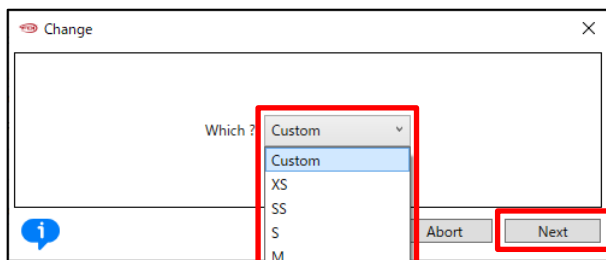 Change
Which ? Custom
Custom
XS
SS
S
M
Abort
Next